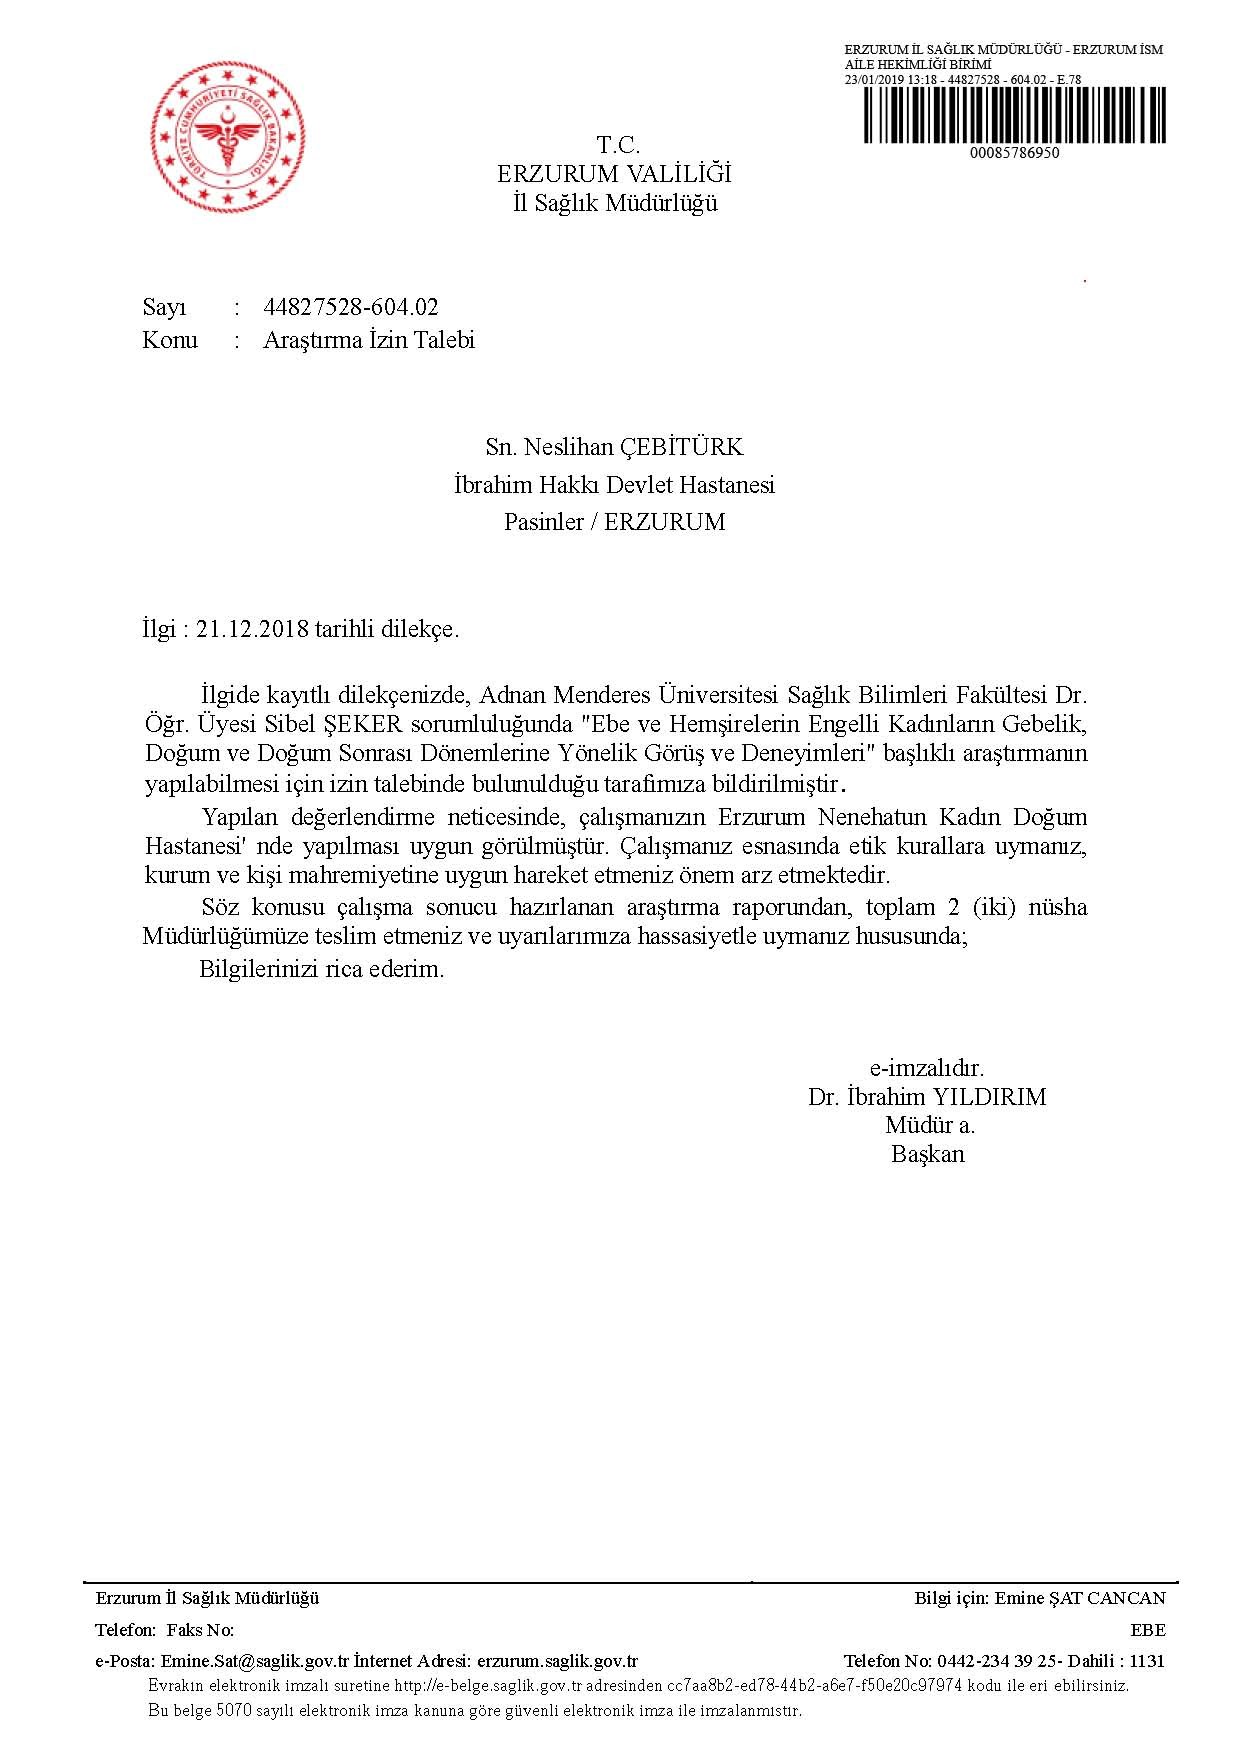 ERZURUM İL SAĞLIK MÜDÜRLÜĞÜ - ERZURUM İSM
AİLE HEKİMLİĞİ BİRİMİ
23/01/2019 13:18 - 44827528 - 604.02 - E.78
00085786950
TÜRKİYE CUMHURİYETİ SAĞLIK BAKANLIĞI
T.C.
ERZURUM VALİLİĞİ
İl Sağlık Müdürlüğü
Sayı : 44827528-604.02
Konu : Araştırma İzin Talebi
Sn. Neslihan ÇEBİTÜRK
İbrahim Hakkı Devlet Hastanesi
Pasinler / ERZURUM
İlgi : 21.12.2018 tarihli dilekçe.
İlgide kayıtlı dilekçenizde, Adnan Menderes Üniversitesi Sağlık Bilimleri Fakültesi Dr.
Öğr. Üyesi Sibel ŞEKER sorumluluğunda "Ebe ve Hemşirelerin Engelli Kadınların Gebelik,
Doğum ve Doğum Sonrası Dönemlerine Yönelik Görüş ve Deneyimleri" başlıklı araştırmanın
yapılabilmesi için izin talebinde bulunulduğu tarafımıza bildirilmiştir.
Yapılan değerlendirme neticesinde, çalışmanızın Erzurum Nenehatun Kadın Doğum
Hastanesi' nde yapılması uygun görülmüştür. Çalışmanız esnasında etik kurallara uymanız,
kurum ve kişi mahremiyetine uygun hareket etmeniz önem arz etmektedir.
Söz konusu çalışma sonucu hazırlanan araştırma raporundan, toplam 2 (iki) nüsha
Müdürlüğümüze teslim etmeniz ve uyarılarımıza hassasiyetle uymanız hususunda;
Bilgilerinizi rica ederim.
e-imzalıdır.
Dr. İbrahim YILDIRIM
Müdür a.
Başkan
Erzurum İl Sağlık Müdürlüğü Bilgi için: Emine ŞAT CANCAN
Telefon: Faks No: EBE
e-Posta: Emine.Sat@saglik.gov.tr İnternet Adresi: erzurum.saglik.gov.tr Telefon No: 0442-234 39 25- Dahili : 1131
Evrakın elektronik imzalı suretine http://e-belge.saglik.gov.tr adresinden cc7aa8b2-ed78-44b2-a6e7-f50e20c97974 kodu ile eri ebilirsiniz.
Bu belge 5070 sayılı elektronik imza kanuna göre güvenli elektronik imza ile imzalanmıstır.